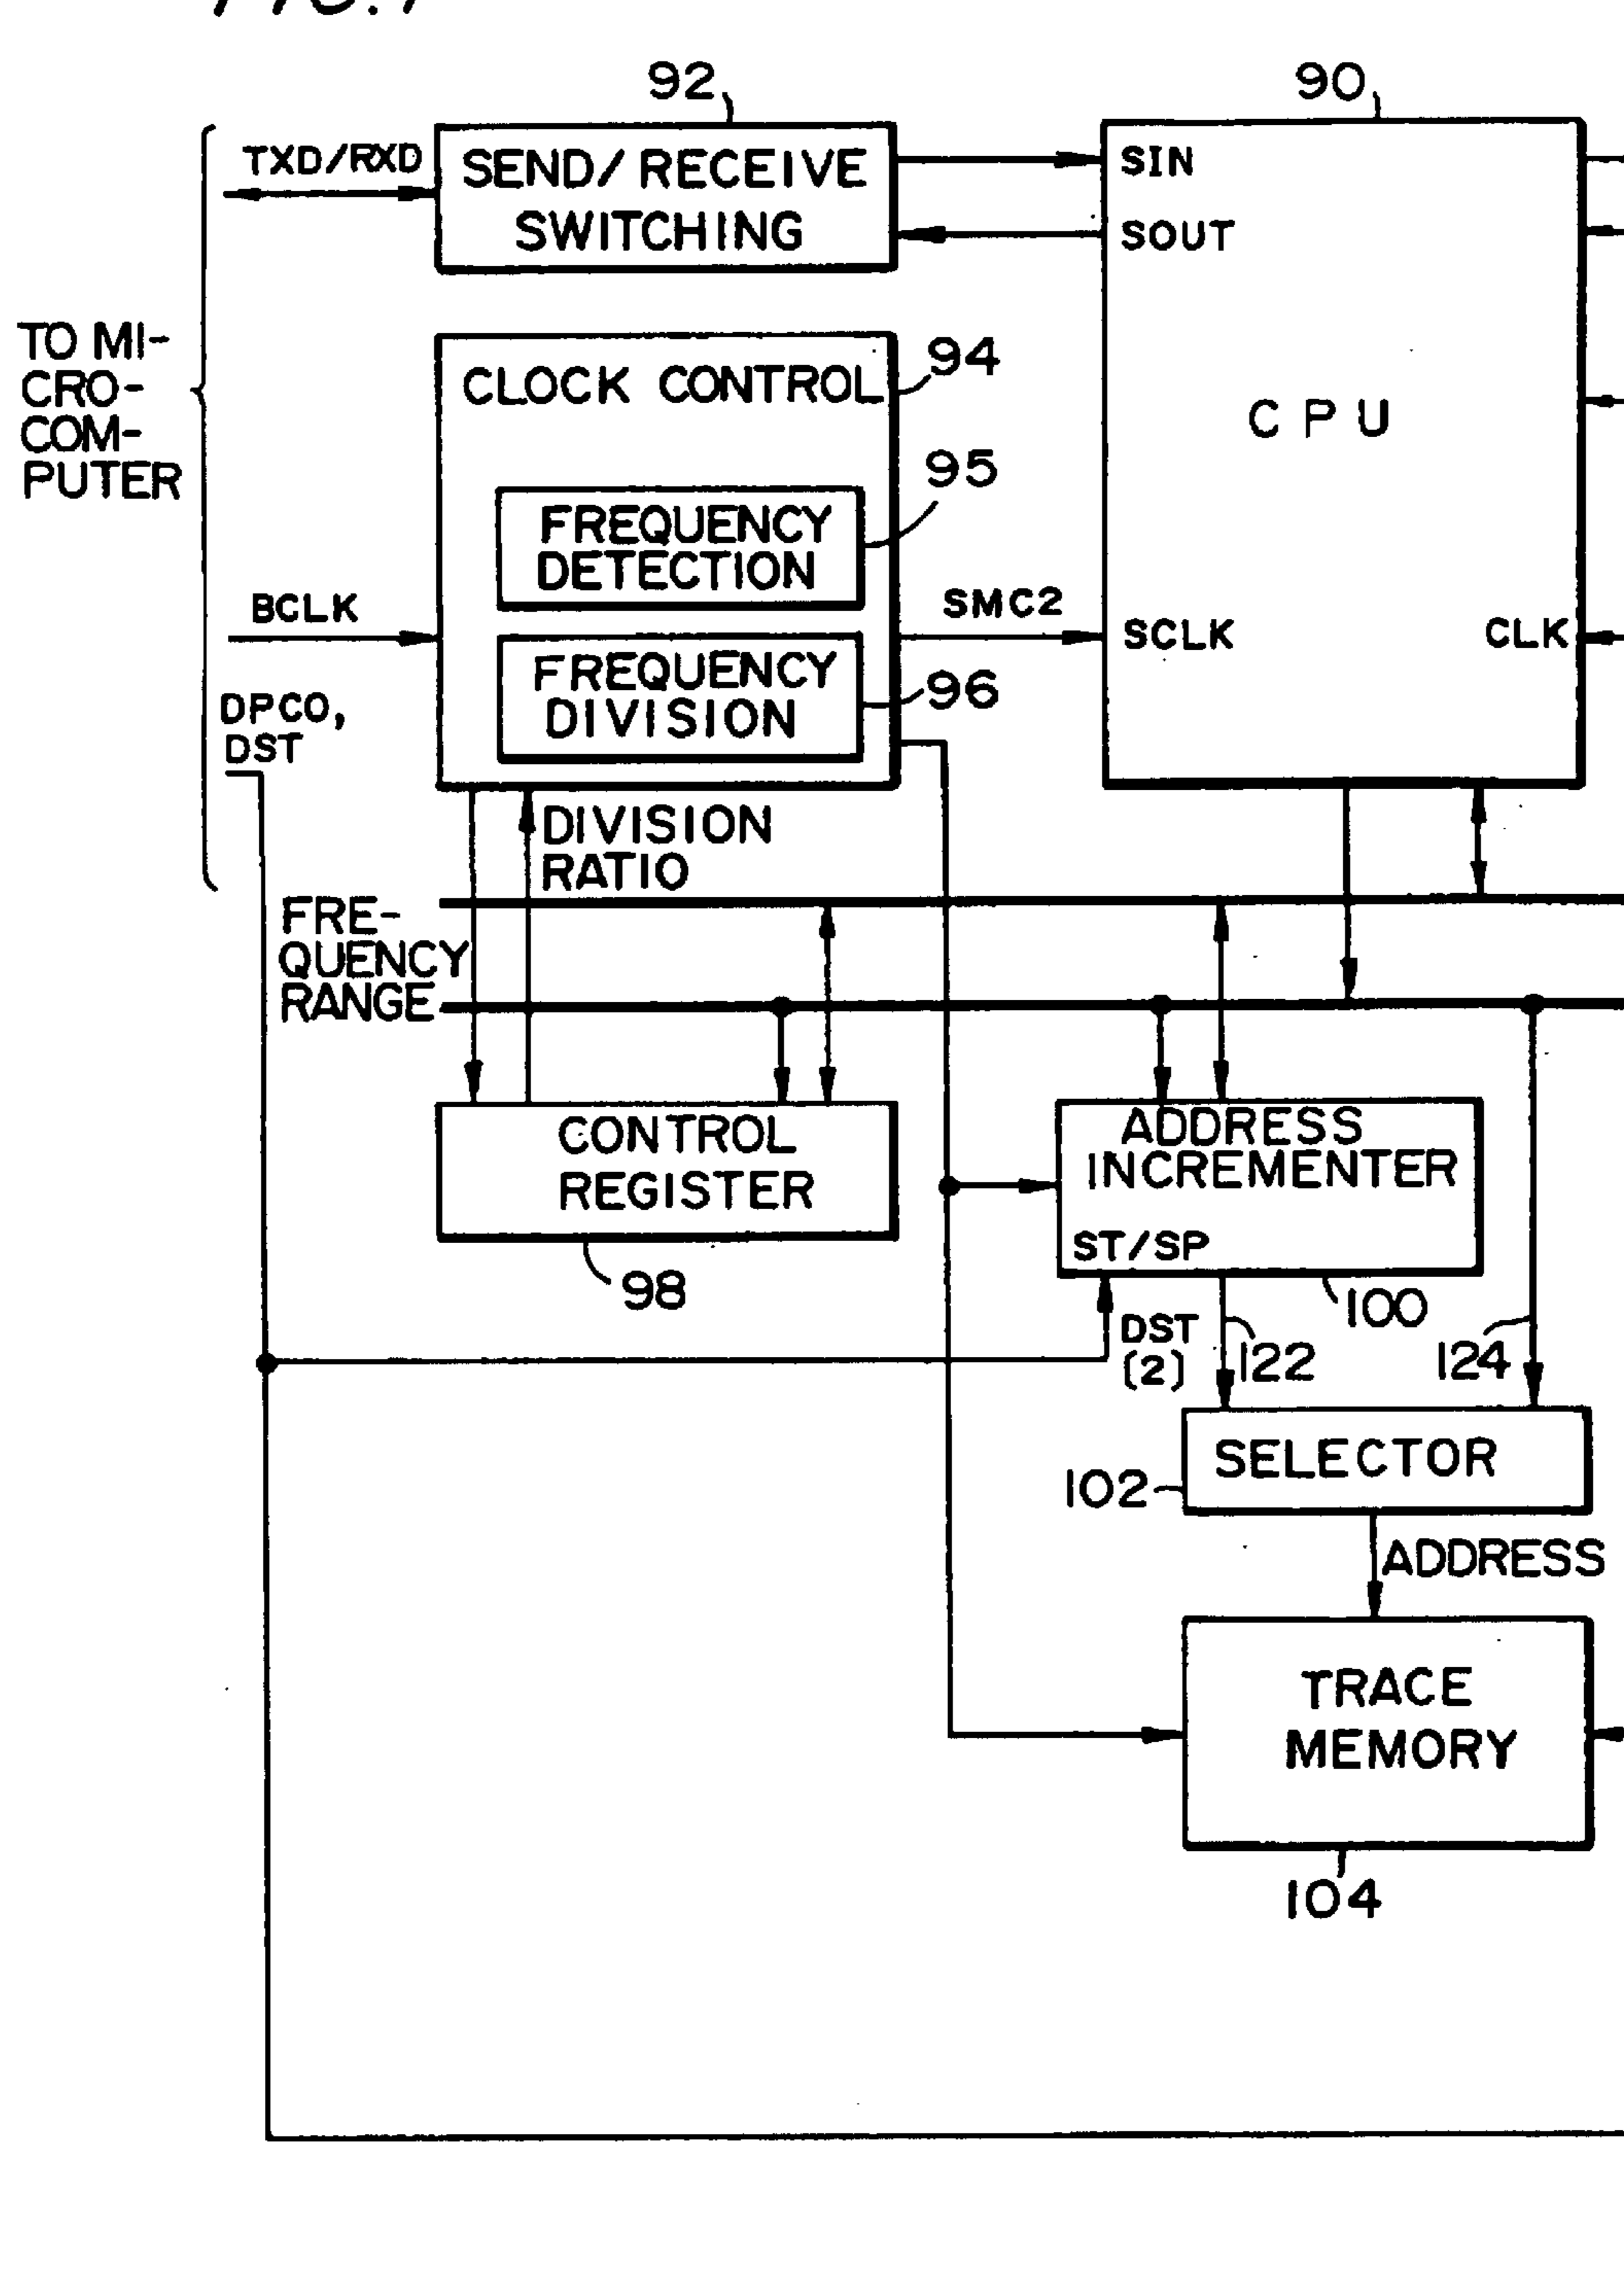 92
90
TXD/RXD
SEND/RECEIVE
SWITCHING
SIN
SOUT
TO MI-
CRO-
COM-
PUTER
CLOCK CONTROL
94
CPU
95
FREQUENCY
DETECTION
BCLK
SMC2
SCLK
CLK
FREQUENCY
DIVISION
96
DPCO,
DST
DIVISION
RATIO
FRE-
QUENCY
RANGE
CONTROL
REGISTER
98
ADDRESS
INCREMENTER
ST/SP
100
DST
(2)
122
124
SELECTOR
102
ADDRESS
TRACE
MEMORY
104